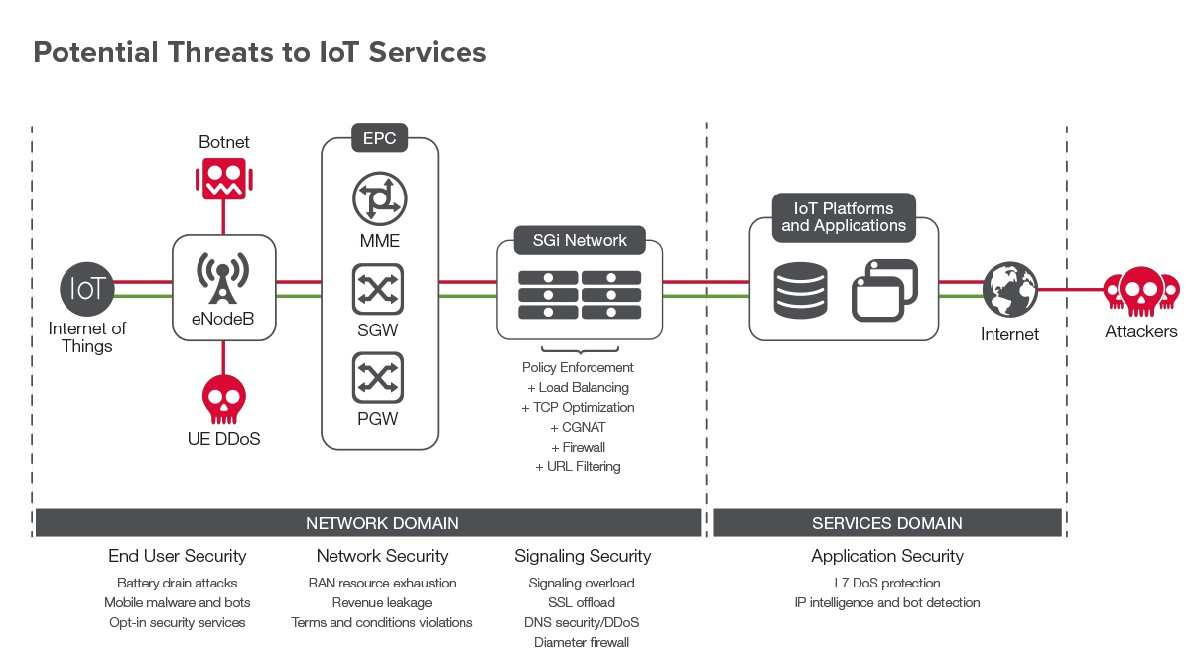 Potential Threats to IoT Services
Botnet
EPC
MME
SGW
PGW
IoT
Internet of
Things
eNodeB
UE DDoS
SGi Network
Policy Enforcement
+ Load Balancing
+ TCP Optimization
+ CGNAT
+ Firewall
+ URL Filtering
IoT Platforms
and Applications
Internet
Attackers
NETWORK DOMAIN
SERVICES DOMAIN
End User Security
Battery drain attacks
Mobile malware and bots
Opt-in security services
Network Security
RAN resource exhaustion
Revenue leakage
Terms and conditions violations
Signaling Security
Signaling overload
SSL offload
DNS security/DDoS
Diameter firewall
Application Security
L7 DoS protection
IP intelligence and bot detection